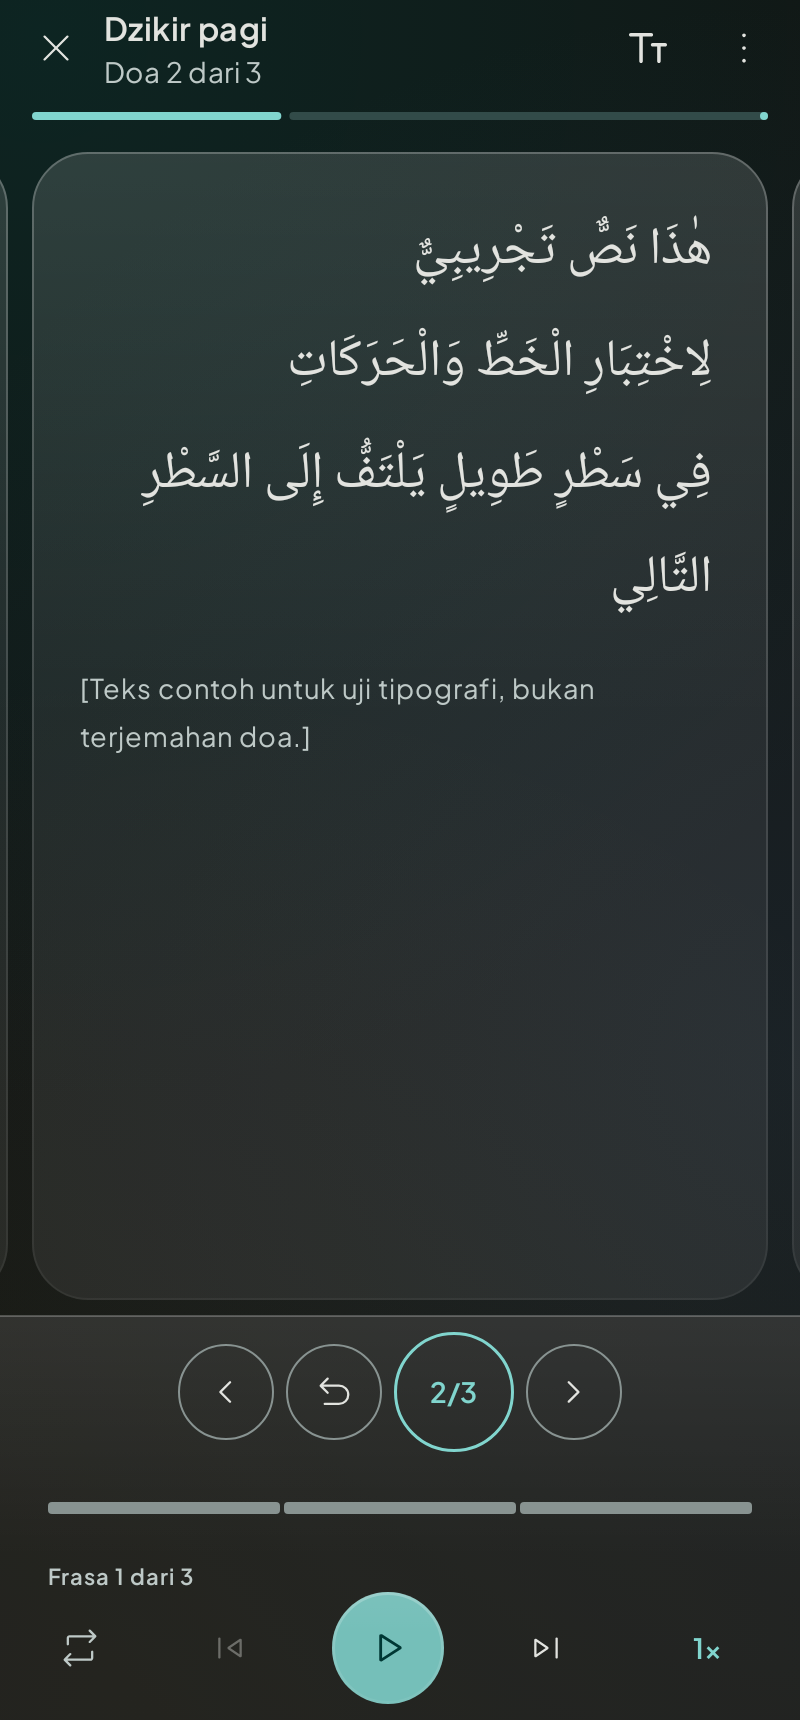 Dzikir pagi
Doa 2 dari 3
هٰذَا نَصٌّ تَجْرِيبِيٌّ
لِاخْتِبَارِ الْخَطِّ وَالْحَرَكَاتِ
فِي سَطْرٍ طَوِيلٍ يَلْتَفُّ إِلَى السَّطْرِ
التَّالِي
[Teks contoh untuk uji tipografi, bukan
terjemahan doa.]
2/3
Frasa 1 dari 3
1×